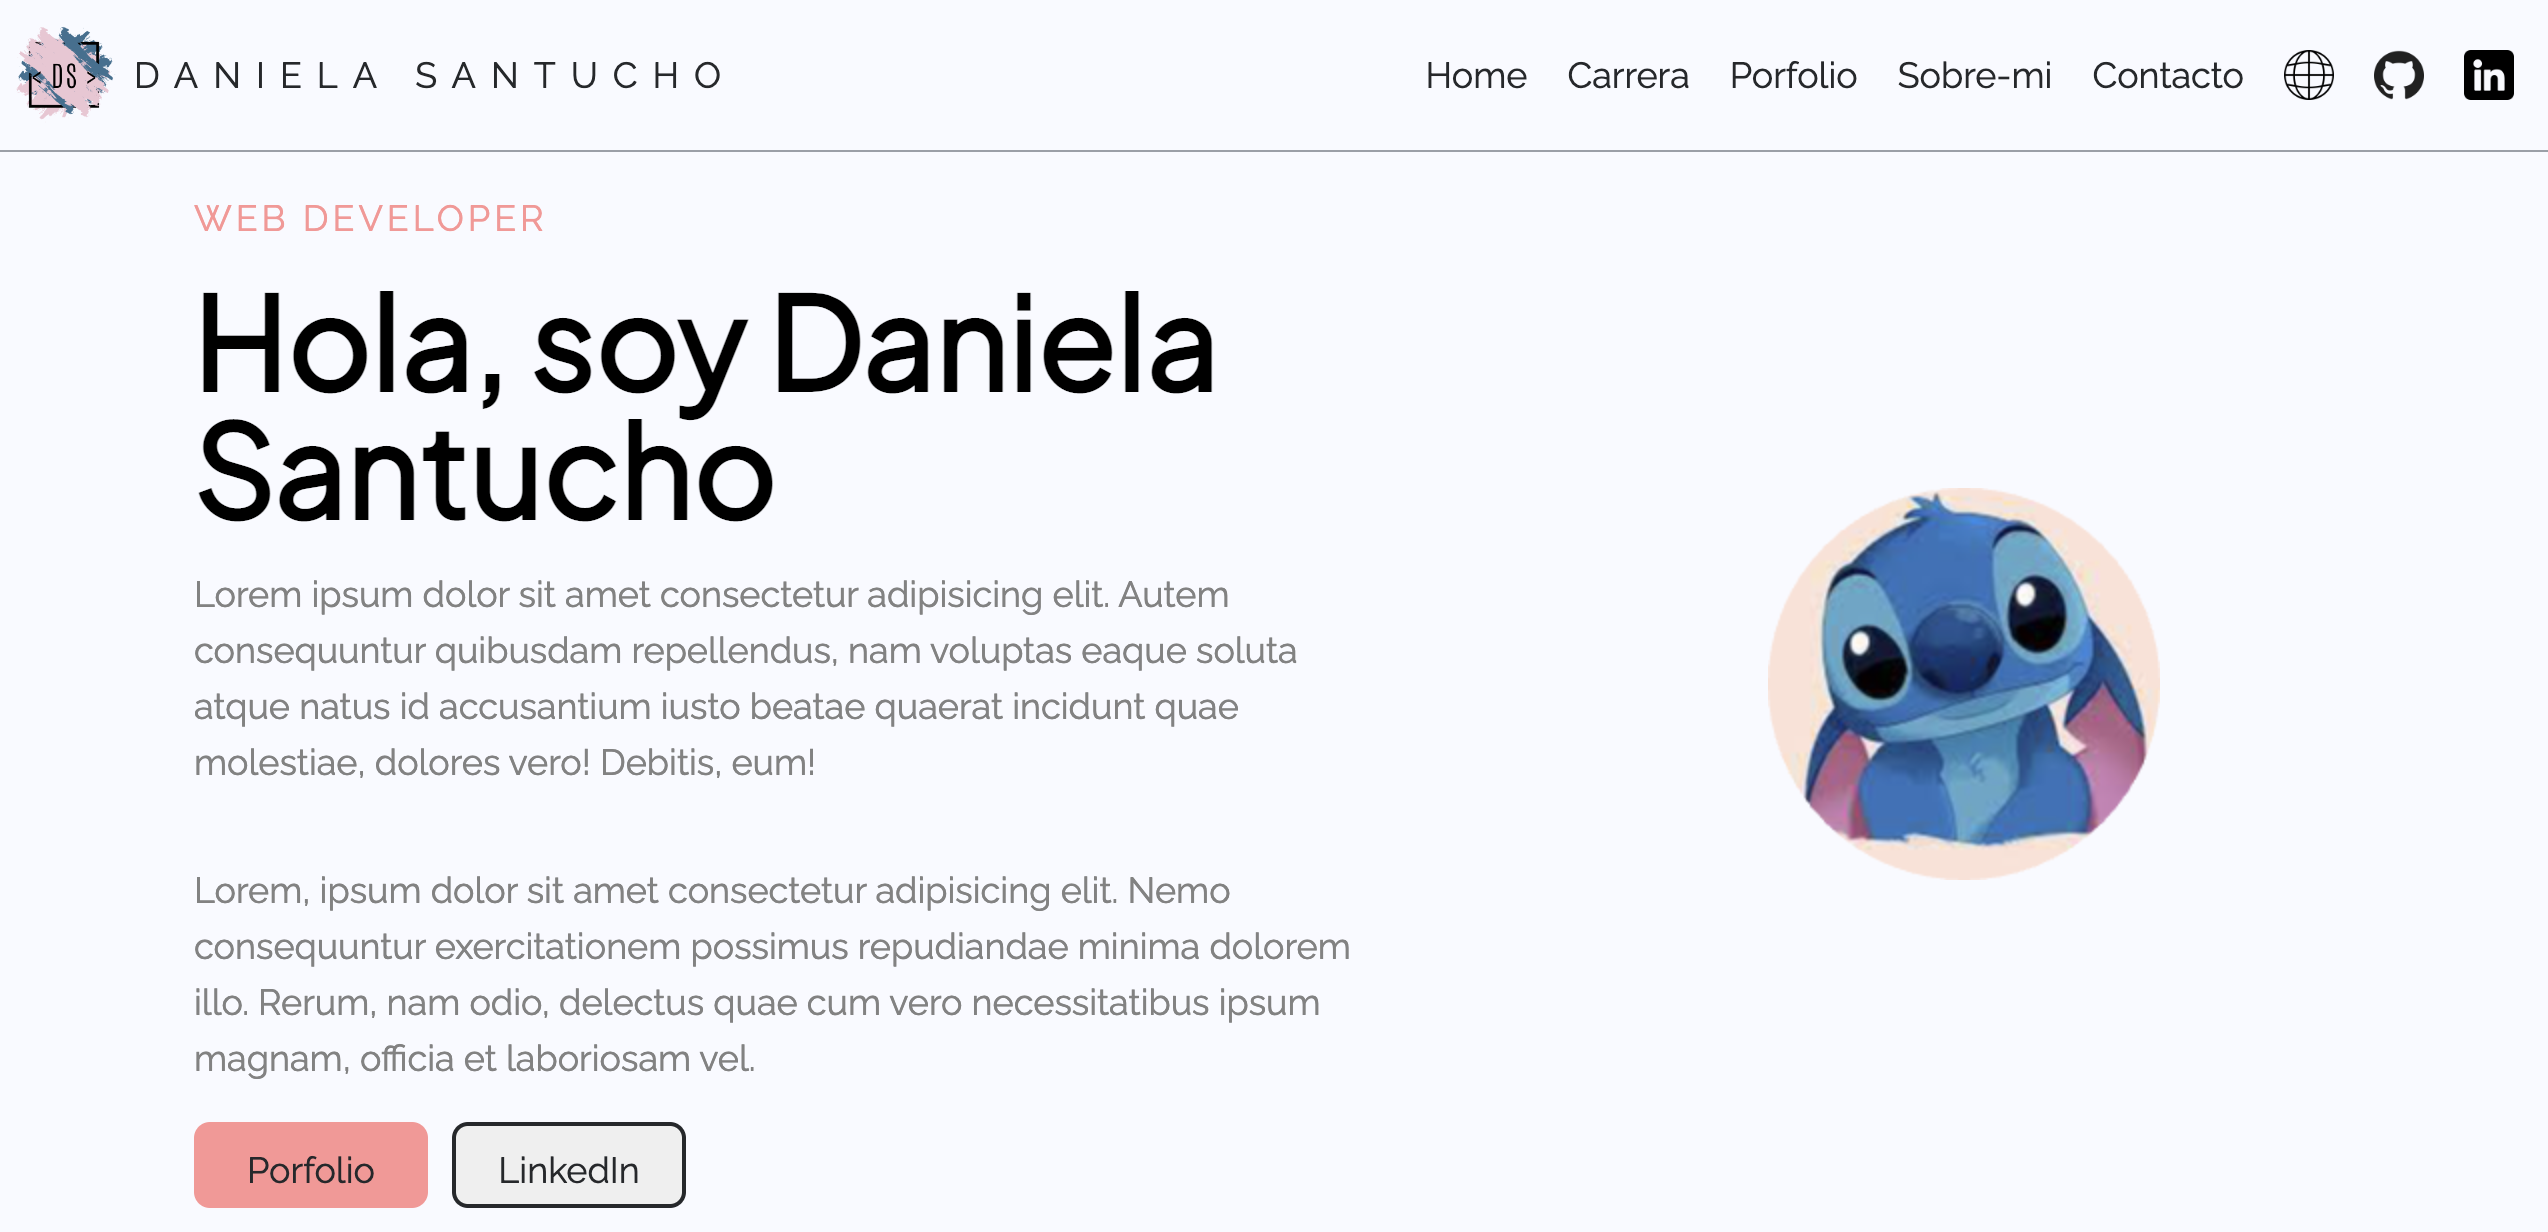 < DS >
DANIELA SANTUCHO
Home Carrera Porfolio Sobre-mi Contacto in
WEB DEVELOPER
Hola, soy Daniela
Santucho
Lorem ipsum dolor sit amet consectetur adipisicing elit. Autem
consequuntur quibusdam repellendus, nam voluptas eaque soluta
atque natus id accusantium iusto beatae quaerat incidunt quae
molestiae, dolores vero! Debitis, eum!
Lorem, ipsum dolor sit amet consectetur adipisicing elit. Nemo
consequuntur exercitationem possimus repudiandae minima dolorem
illo. Rerum, nam odio, delectus quae cum vero necessitatibus ipsum
magnam, officia et laboriosam vel.
Porfolio
LinkedIn